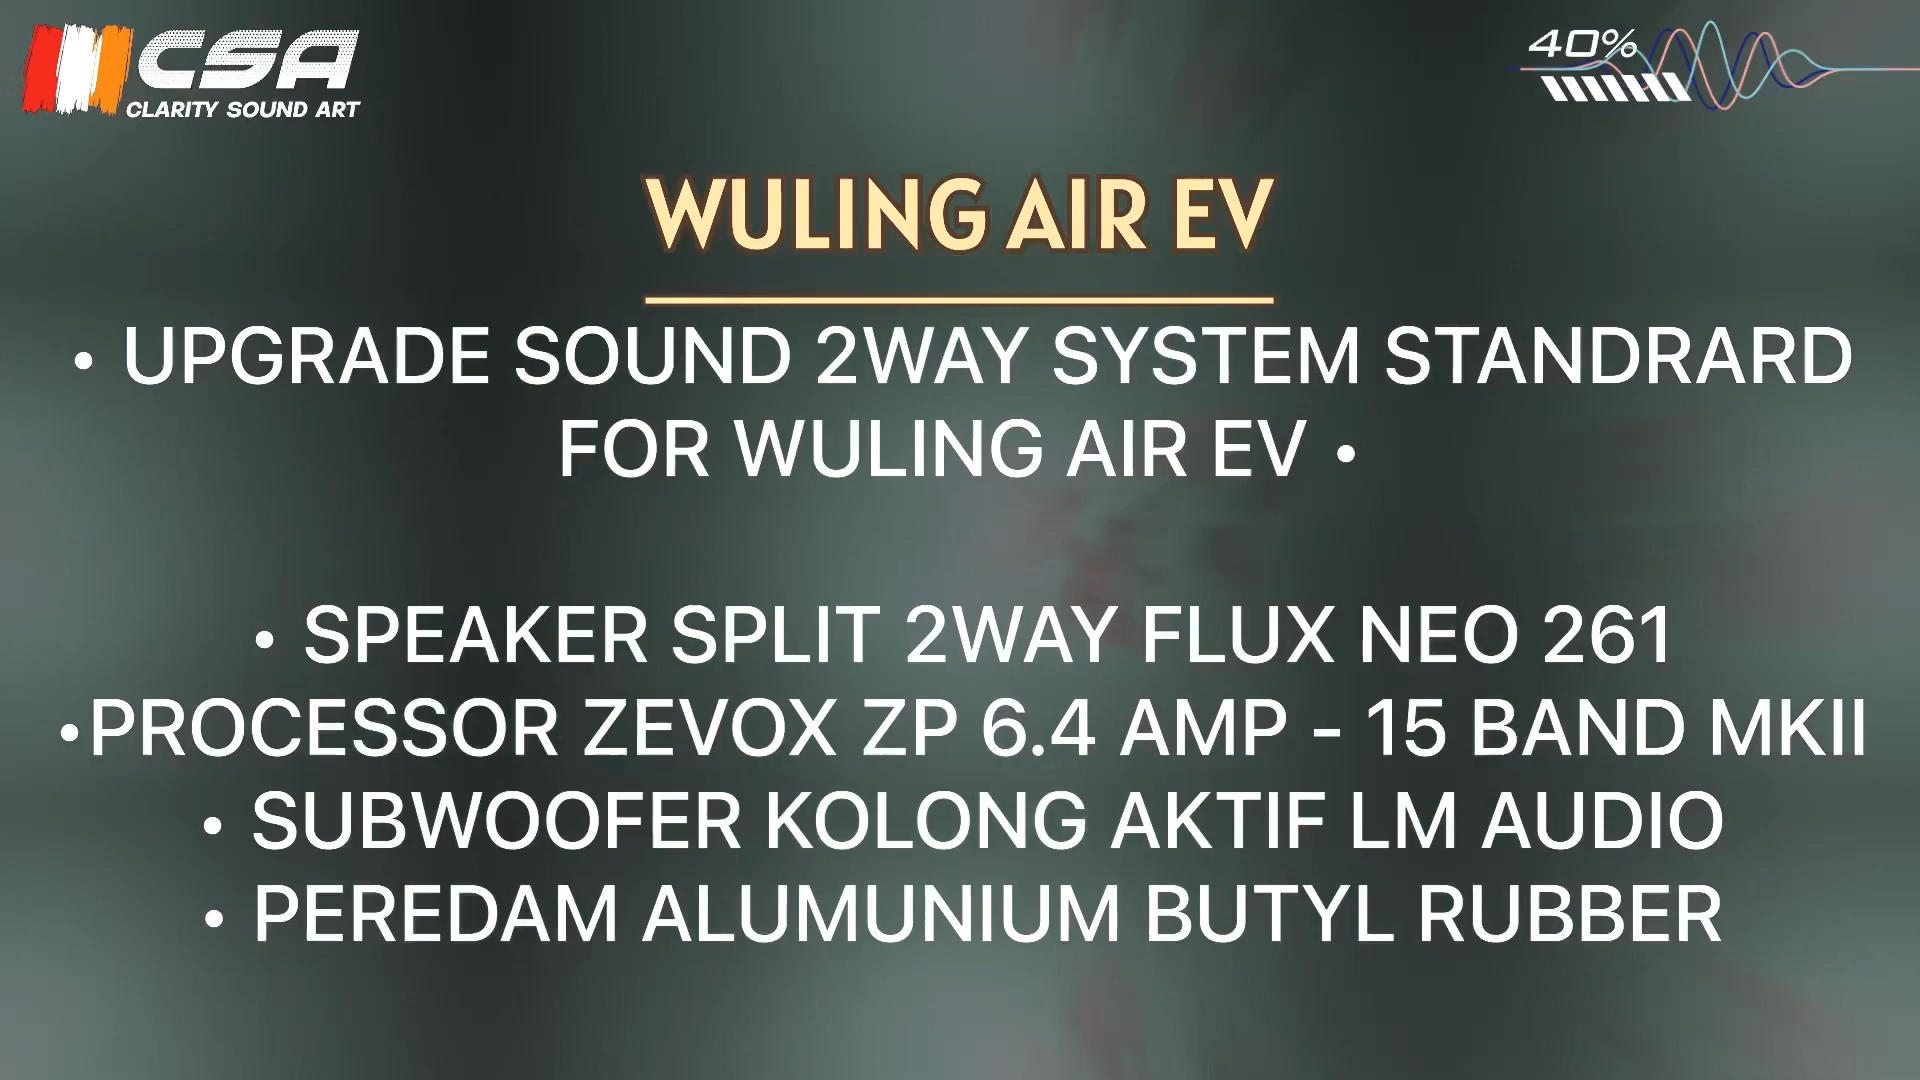 CSA
CLARITY SOUND ART
40%
WULING AIR EV
• UPGRADE SOUND 2WAY SYSTEM STANDRARD
FOR WULING AIR EV •
• SPEAKER SPLIT 2WAY FLUX NEO 261
•PROCESSOR ZEVOX ZP 6.4 AMP - 15 BAND MKII
• SUBWOOFER KOLONG AKTIF LM AUDIO
• PEREDAM ALUMUNIUM BUTYL RUBBER